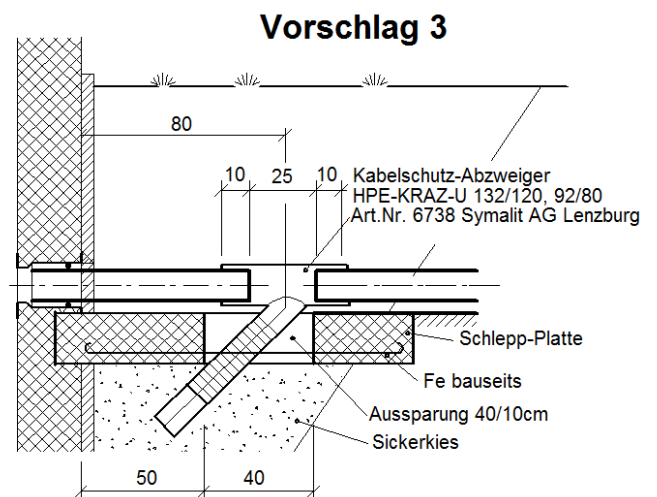 Vorschlag 3
80
10
25
10
Kabelschutz-Abzweiger
HPE-KRAZ-U 132/120, 92/80
Art.Nr. 6738 Symalit AG Lenzburg
Schlepp-Platte
Fe bauseits
Aussparung 40/10cm
Sickerkies
50
40